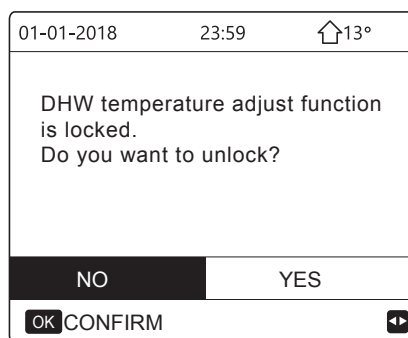 01-01-2018 23:59 13°
DHW temperature adjust function
is locked.
Do you want to unlock?
NO YES
OK CONFIRM